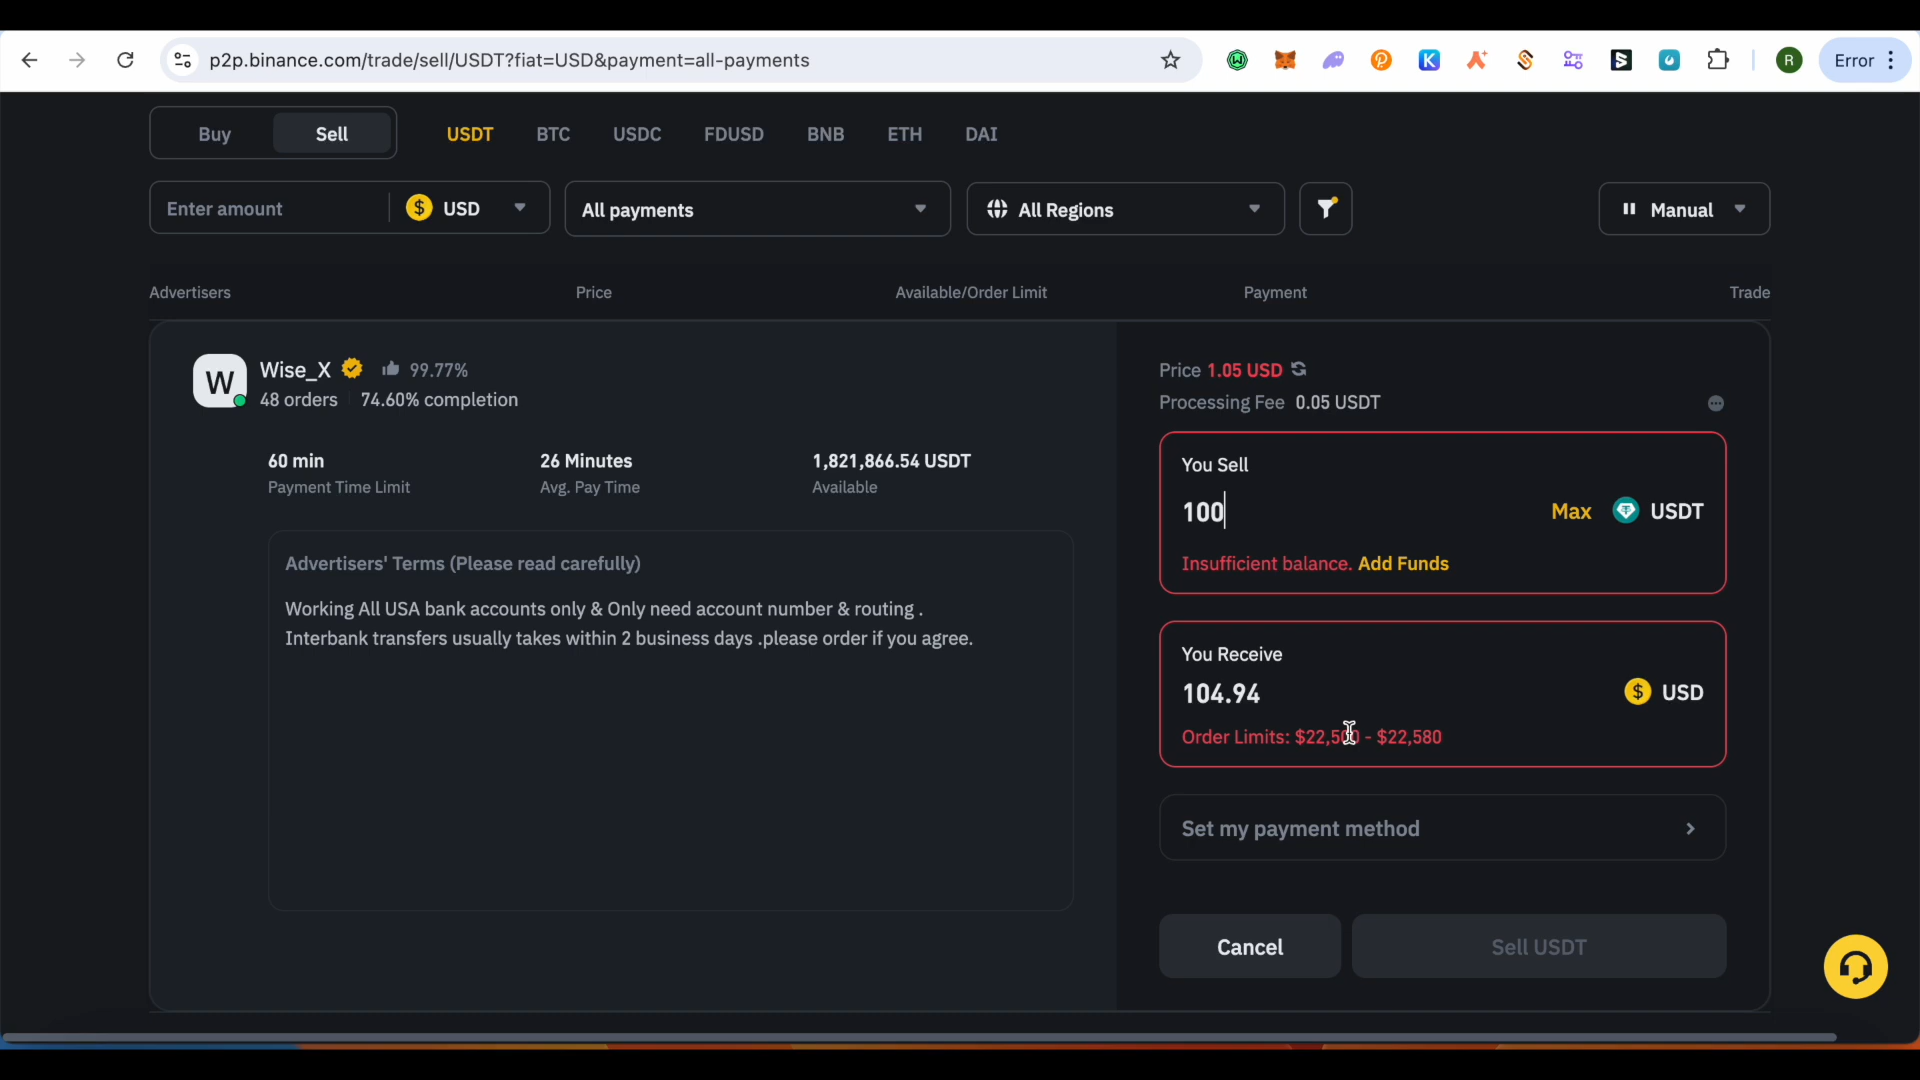 p2p.binance.com/trade/sell/USDT?fiat=USD&payment=all-payments
R
Error
Buy
Sell
USDT
BTC
USDC
FDUSD
BNB
ETH
DAI
Enter amount
$ USD
All payments
All Regions
Manual
Advertisers
Price
Available/Order Limit
Payment
Trade
W
Wise_X
99.77%
48 orders
74.60% completion
60 min
Payment Time Limit
26 Minutes
Avg. Pay Time
1,821,866.54 USDT
Available
Advertisers' Terms (Please read carefully)
Working All USA bank accounts only & Only need account number & routing .
Interbank transfers usually takes within 2 business days .please order if you agree.
Price 1.05 USD
Processing Fee 0.05 USDT
You Sell
100
Max
USDT
Insufficient balance. Add Funds
You Receive
104.94
$ USD
Order Limits: - $22,580
Set my payment method
Cancel
Sell USDT